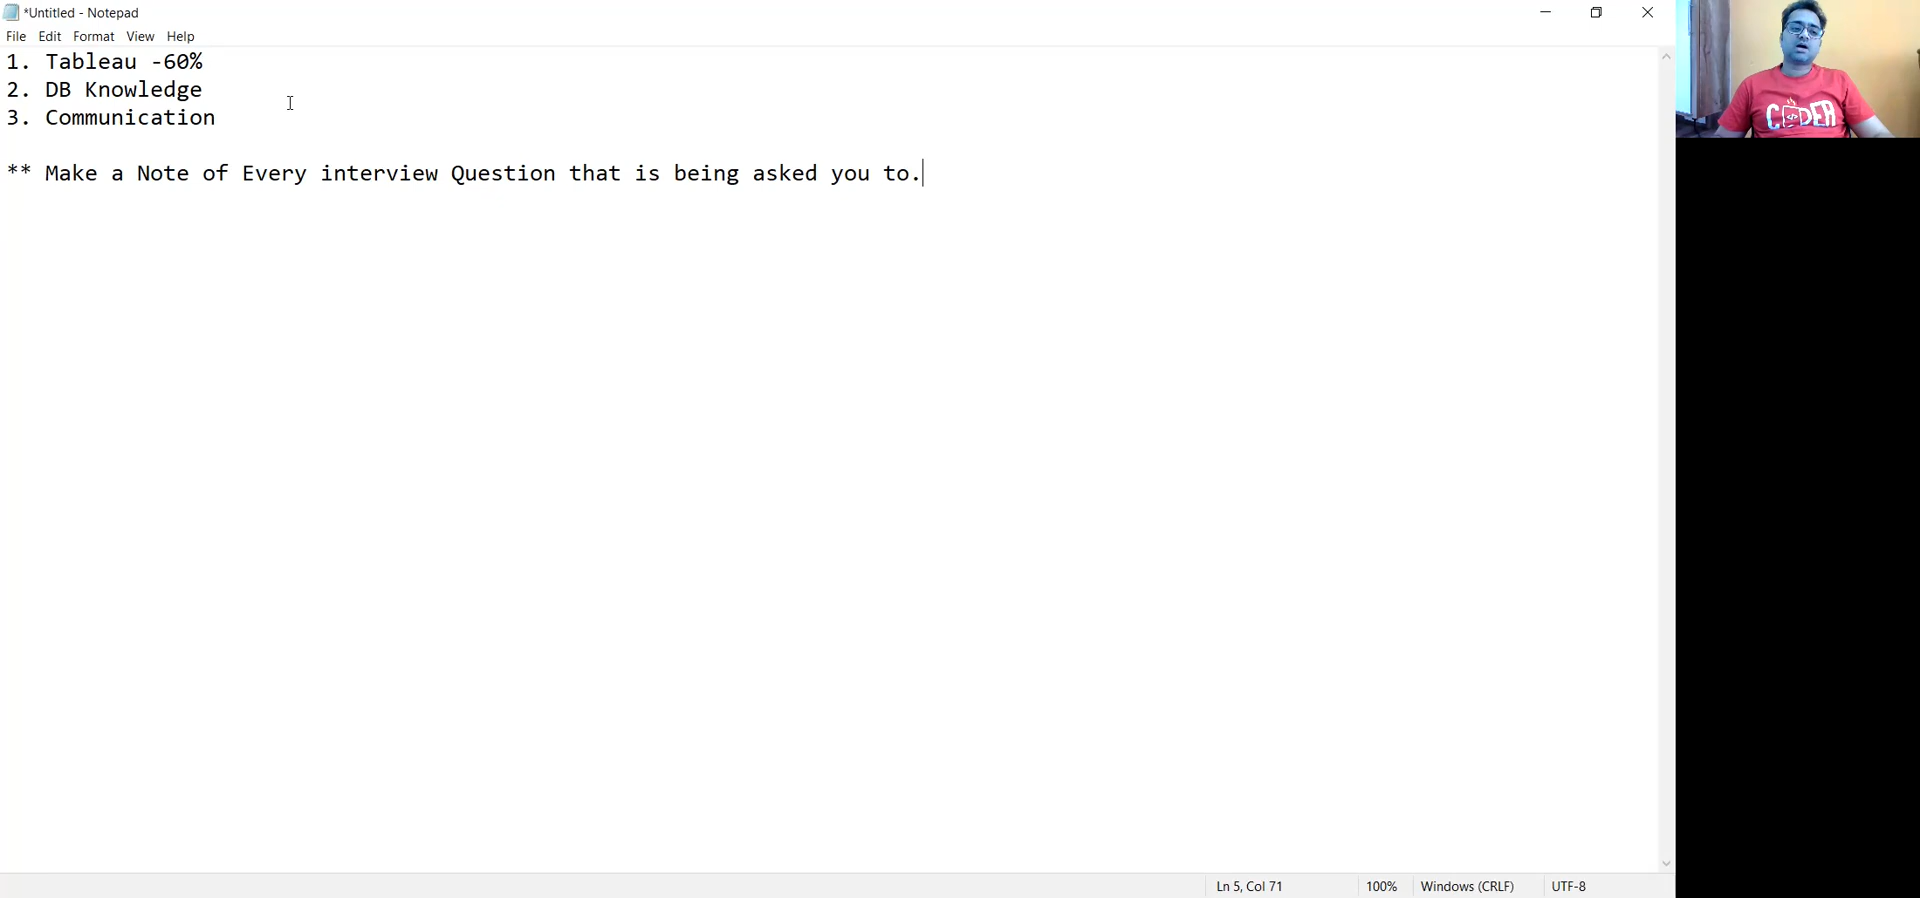 *Untitled - Notepad
File Edit Format View Help
1. Tableau -60%
2. DB Knowledge
3. Communication
** Make a Note of Every interview Question that is being asked you to.
Ln 5, Col 71
100%
Windows (CRLF)
UTF-8
CODER